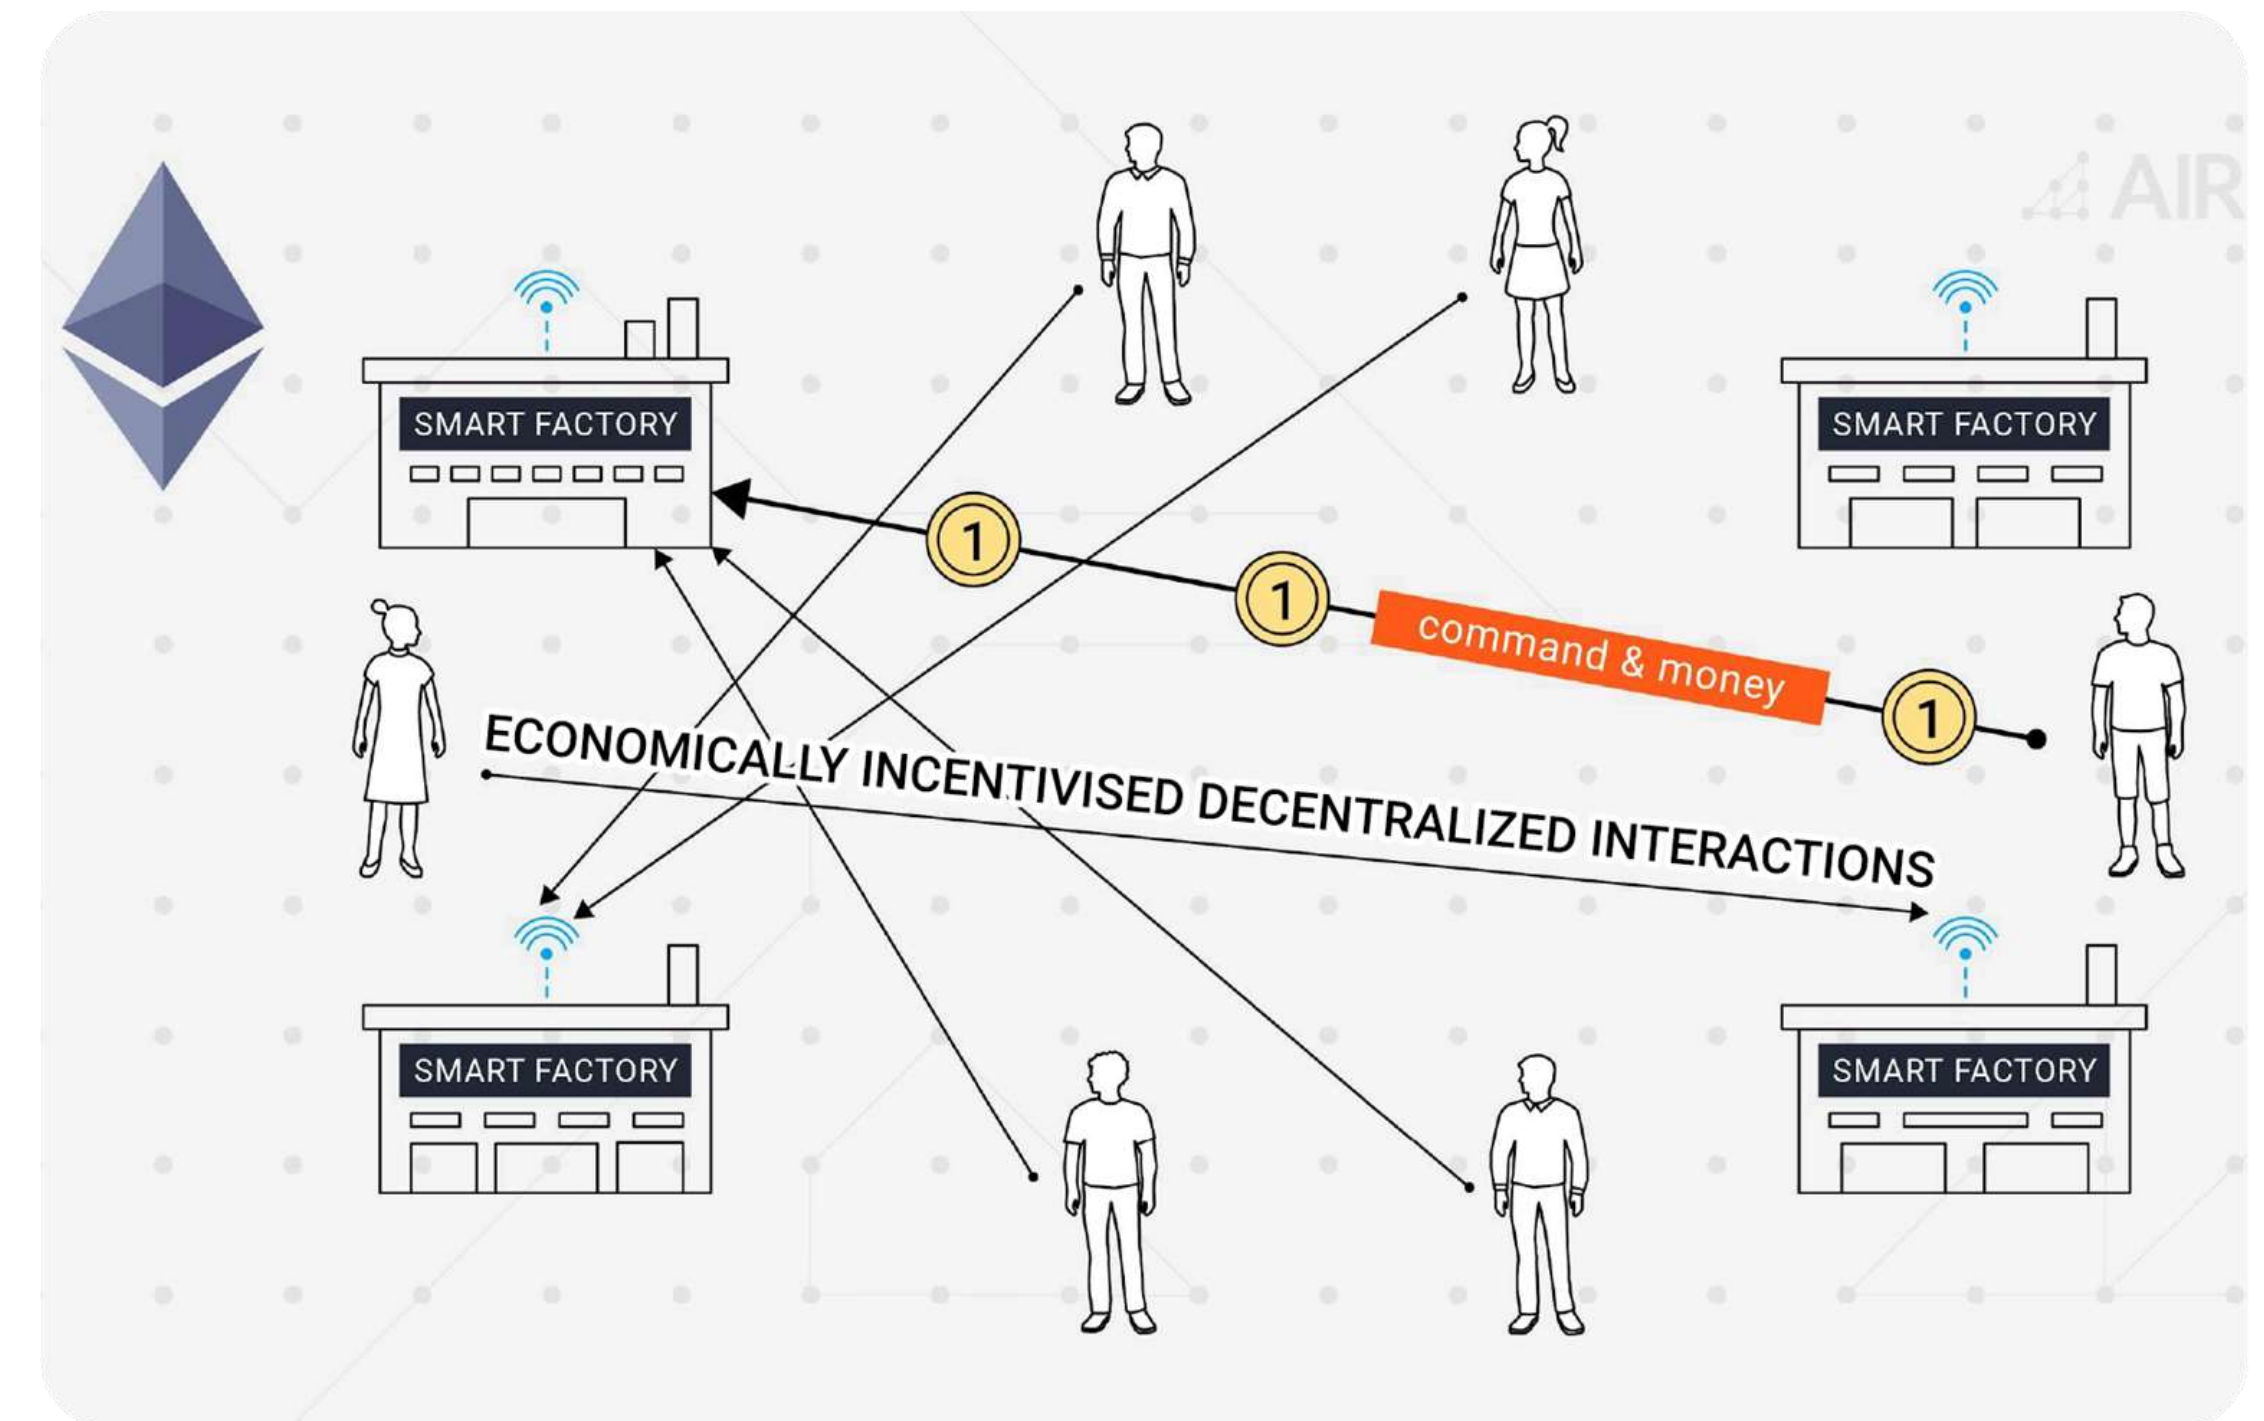 AIR
SMART FACTORY
SMART FACTORY
1
1
command & money
1
ECONOMICALLY INCENTIVISED DECENTRALIZED INTERACTIONS
SMART FACTORY
SMART FACTORY